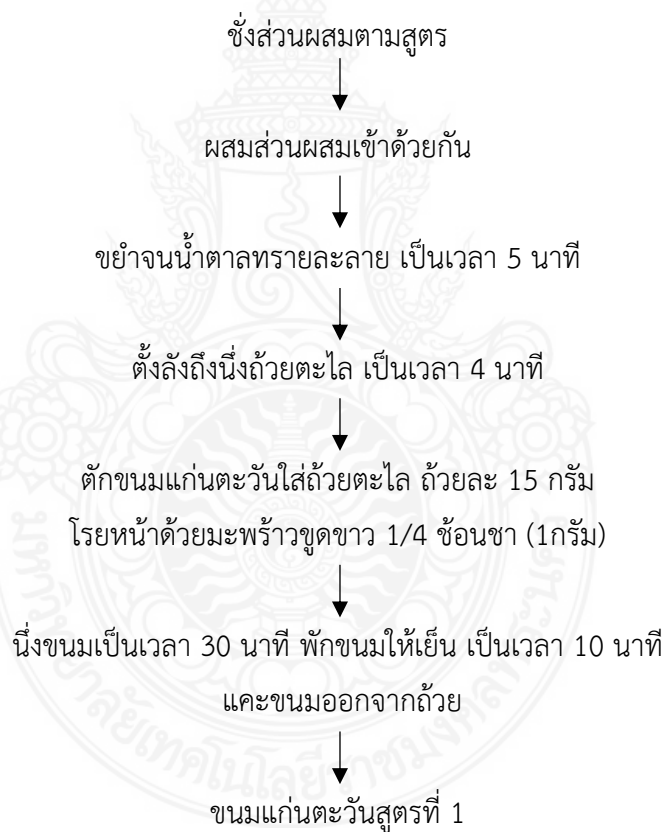 ชั่งส่วนผสมตามสูตร
ผสมส่วนผสมเข้าด้วยกัน
ขยำจนน้ำตาลทรายละลาย เป็นเวลา 5 นาที
ตั้งลังถึงนึ่งถ้วยตะไล เป็นเวลา 4 นาที
ตักขนมแก่นตะวันใส่ถ้วยตะไล ถ้วยละ 15 กรัม
โรยหน้าด้วยมะพร้าวขูดขาว 1/4 ช้อนชา (1กรัม)
นึ่งขนมเป็นเวลา 30 นาที พักขนมให้เย็น เป็นเวลา 10 นาที
แคะขนมออกจากถ้วย
ขนมแก่นตะวันสูตรที่ 1